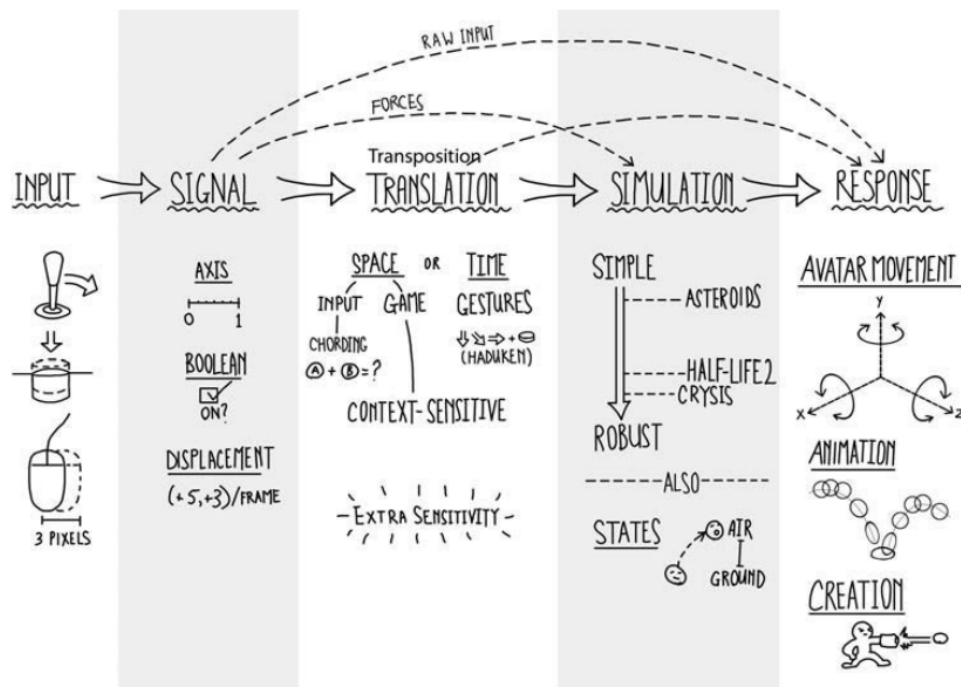 RAW INPUT
FORCES
Transposition
INPUT
SIGNAL
TRANSLATION
SIMULATION
RESPONSE
3 PIXELS
AXIS
0 1
BOOLEAN
ON?
DISPLACEMENT
(+5,+3)/FRAME
SPACE OR TIME
INPUT GAME
GESTURES
CHORDING
A + B = ?
+
(HADUKEN)
CONTEXT-SENSITIVE
EXTRA SENSITIVITY
SIMPLE
ASTEROIDS
HALF-LIFE 2
CRYSIS
ROBUST
ALSO
STATES
AIR
GROUND
AVATAR MOVEMENT
Y
X
Z
ANIMATION
CREATION